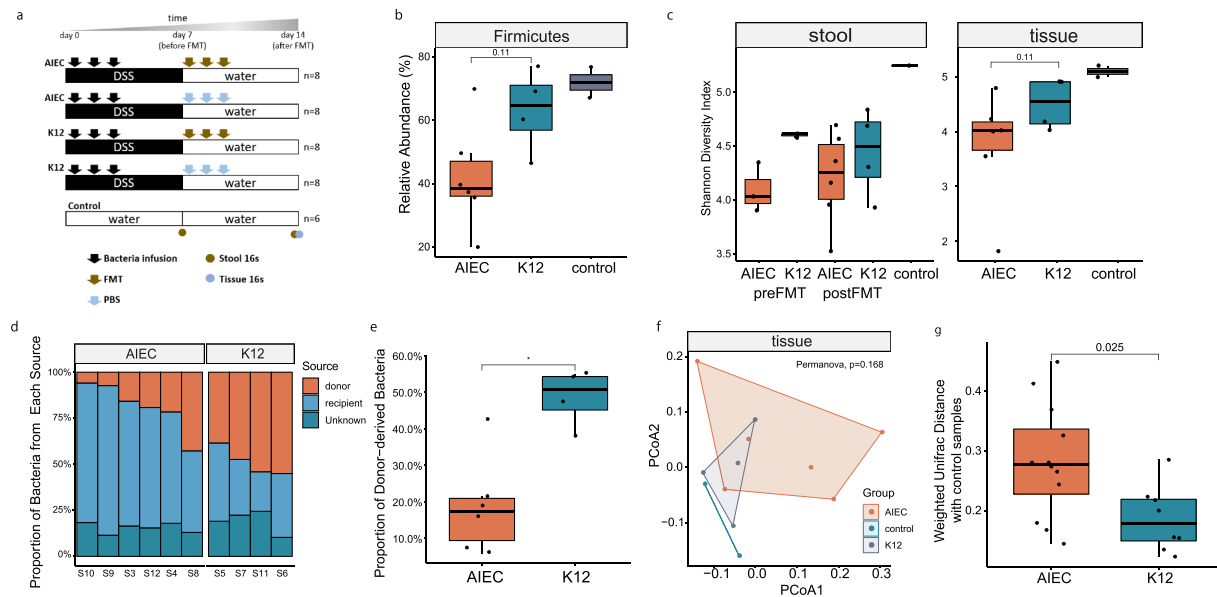 a
time
day 0
day 7
(before FMT)
day 14
(after FMT)
AIEC
DSS
water
n=8
AIEC
DSS
water
n=8
K12
DSS
water
n=8
K12
DSS
water
n=8
Control
water
water
n=6
Bacteria infusion
FMT
PBS
Stool 16s
Tissue 16s
b
Firmicutes
0.11
Relative Abundance (%)
80
60
40
20
AIEC
K12
control
c
stool
Shannon Diversity Index
5.0
4.5
4.0
3.5
AIEC
K12
AIEC
K12
control
preFMT
postFMT
tissue
0.11
5
4
3
2
AIEC
K12
control
d
AIEC
K12
Proportion of Bacteria from Each Source
100%
75%
50%
25%
0%
S10
S9
S3
S12
S4
S8
S5
S7
S11
S6
Source
donor
recipient
Unknown
e
Proportion of Donor-derived Bacteria
60.0%
50.0%
40.0%
30.0%
20.0%
10.0%
*
AIEC
K12
f
tissue
Permanova, p=0.168
PCoA2
0.2
0.1
0.0
−0.1
−0.1
0.0
0.1
0.2
0.3
PCoA1
Group
AIEC
control
K12
g
0.025
Weighted Unifrac Distance
with control samples
0.4
0.3
0.2
0.1
AIEC
K12